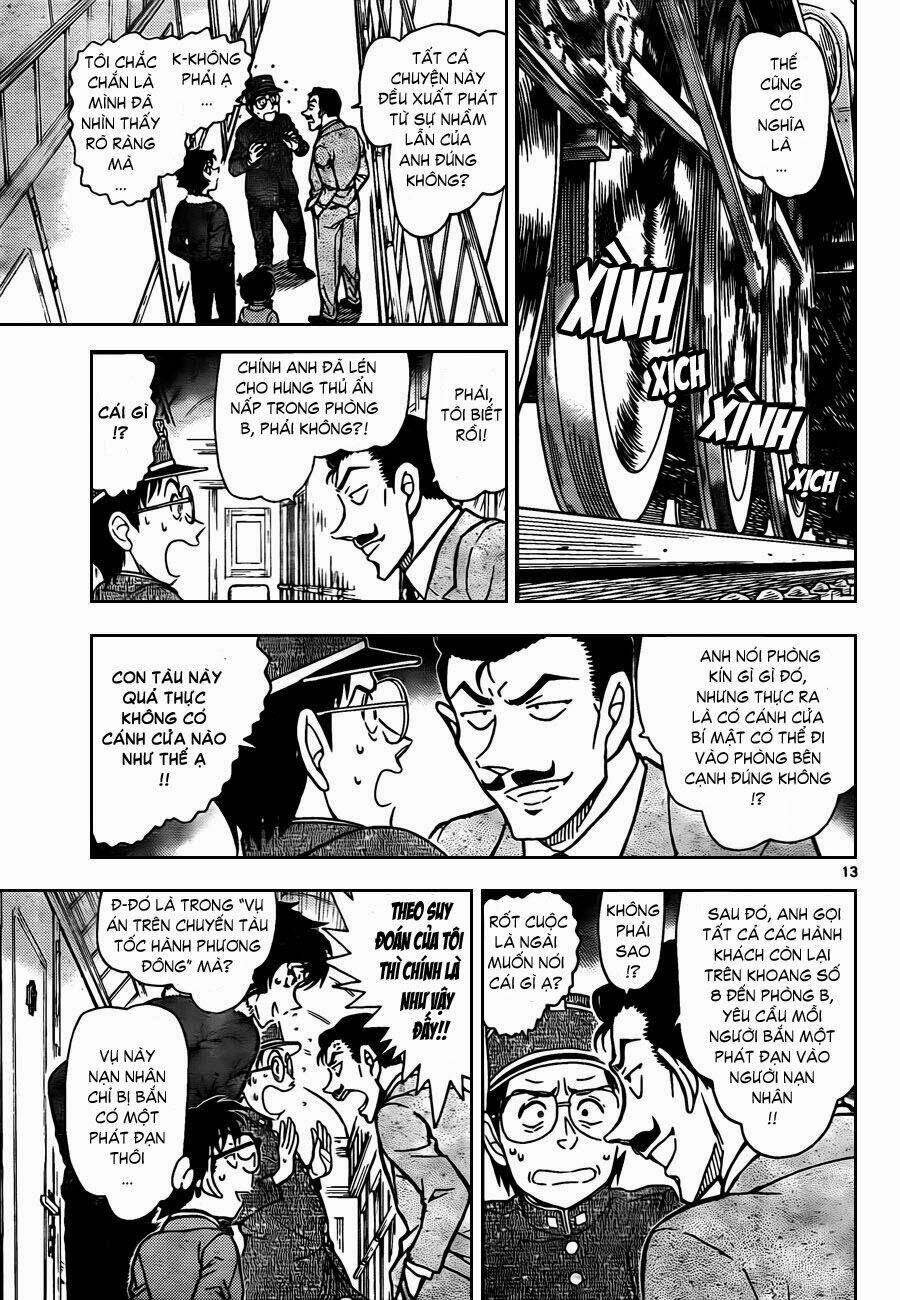 THẾ
CŨNG
CÓ
NGHĨA
LÀ
...
XÌNH
XỊCH
XÌNH
XỊCH
TẤT CẢ
CHUYỆN NÀY
ĐỀU XUẤT PHÁT
TỪ SỰ NHẦM
LẪN CỦA
ANH ĐÚNG
KHÔNG?
K-KHÔNG
PHẢI Ạ
...
TÔI CHẮC
CHẮN LÀ
MÌNH ĐÃ
NHÌN THẤY
RÕ RÀNG
MÀ
...
PHẢI,
TÔI BIẾT
RỒI!
CHÍNH ANH ĐÃ LÉN
CHO HUNG THỦ ẨN
NẤP TRONG PHÒNG
B, PHẢI KHÔNG?!
CÁI GÌ
!?
ANH NÓI PHÒNG
KÍN GÌ GÌ ĐÓ,
NHƯNG THỰC RA
LÀ CÓ CÁNH CỬA
BÍ MẬT CÓ THỂ ĐI
VÀO PHÒNG BÊN
CẠNH ĐÚNG KHÔNG
!?
CON TÀU NÀY
QUẢ THỰC
KHÔNG CÓ
CÁNH CỬA NÀO
NHƯ THẾ Ạ
!!
13
SAU ĐÓ, ANH GỌI
TẤT CẢ CÁC HÀNH
KHÁCH CÒN LẠI
TRÊN KHOANG SỐ
8 ĐẾN PHÒNG B,
YÊU CẦU MỖI
NGƯỜI BẮN MỘT
PHÁT ĐẠN VÀO
NGƯỜI NẠN
NHÂN
!!
KHÔNG
PHẢI
SAO
!?
RỐT CUỘC
LÀ NGÀI
MUỐN NÓI
CÁI GÌ Ạ?
THEO SUY
ĐOÁN CỦA TÔI
THÌ CHÍNH LÀ
NHƯ VẬY
ĐẤY!!
Đ-ĐÓ LÀ TRONG "VỤ
ÁN TRÊN CHUYẾN TÀU
TỐC HÀNH PHƯƠNG
ĐÔNG" MÀ?
VỤ NÀY
NẠN NHÂN
CHỈ BỊ BẮN
CÓ MỘT
PHÁT ĐẠN
THÔI
...